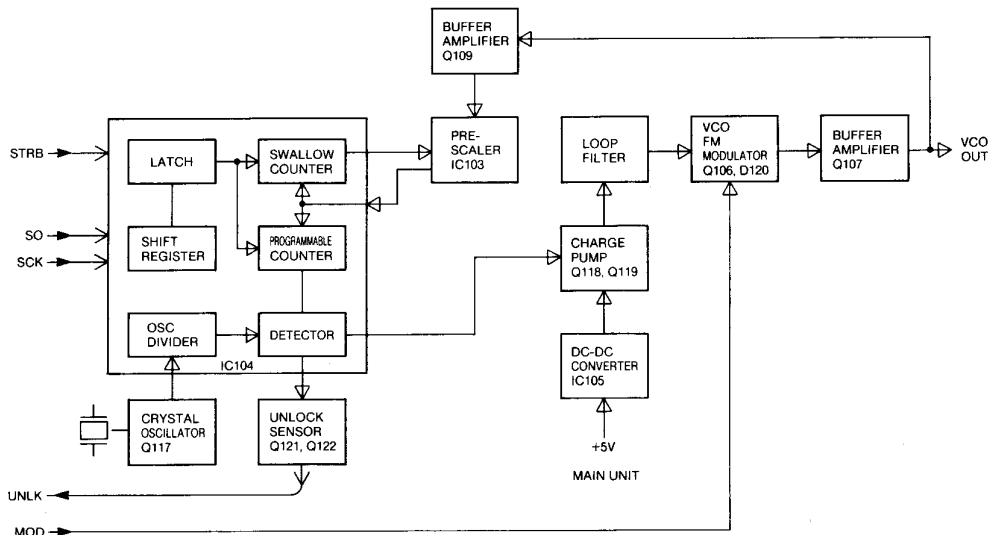 BUFFER
AMPLIFIER
Q109
STRB
LATCH
SWALLOW
COUNTER
PRE-
SCALER
IC103
LOOP
FILTER
VCO
FM
MODULATOR
Q106, D120
BUFFER
AMPLIFIER
Q107
VCO
OUT
SO
SCK
SHIFT
REGISTER
PROGRAMMABLE
COUNTER
CHARGE
PUMP
Q118, Q119
OSC
DIVIDER
DETECTOR
IC104
DC-DC
CONVERTER
IC105
CRYSTAL
OSCILLATOR
Q117
UNLOCK
SENSOR
Q121, Q122
+5V
MAIN UNIT
UNLK
MOD